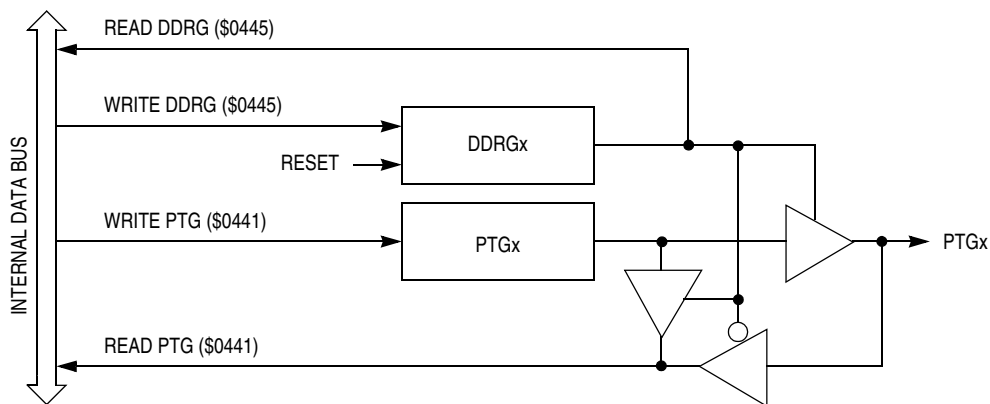 READ DDRG ($0445)
WRITE DDRG ($0445)
DDRGx
RESET
INTERNAL DATA BUS
WRITE PTG ($0441)
PTGx
PTGx
READ PTG ($0441)